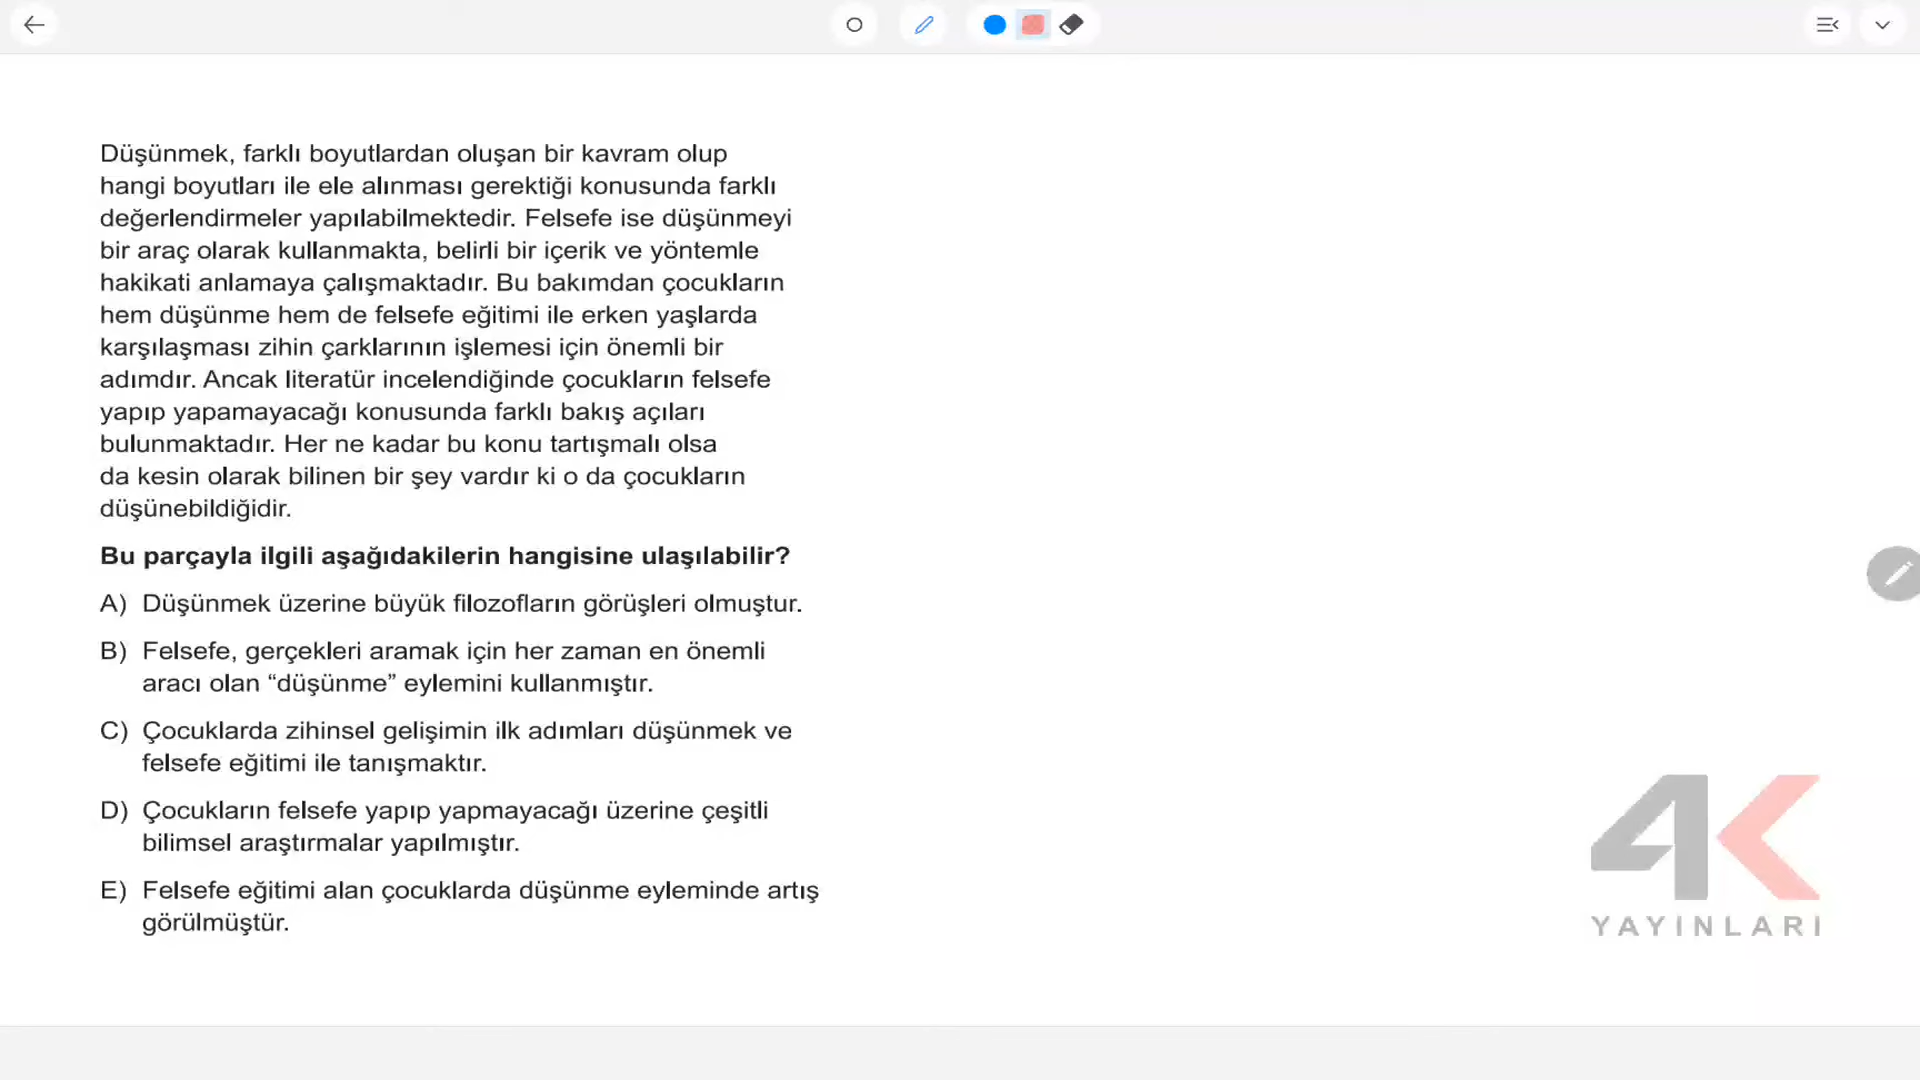 Düşünmek, farklı boyutlardan oluşan bir kavram olup
hangi boyutları ile ele alınması gerektiği konusunda farklı
değerlendirmeler yapılabilmektedir. Felsefe ise düşünmeyi
bir araç olarak kullanmakta, belirli bir içerik ve yöntemle
hakikati anlamaya çalışmaktadır. Bu bakımdan çocukların
hem düşünme hem de felsefe eğitimi ile erken yaşlarda
karşılaşması zihin çarklarının işlemesi için önemli bir
adımdır. Ancak literatür incelendiğinde çocukların felsefe
yapıp yapamayacağı konusunda farklı bakış açıları
bulunmaktadır. Her ne kadar bu konu tartışmalı olsa
da kesin olarak bilinen bir şey vardır ki o da çocukların
düşünebildiğidir.
Bu parçayla ilgili aşağıdakilerin hangisine ulaşılabilir?
A) Düşünmek üzerine büyük filozofların görüşleri olmuştur.
B) Felsefe, gerçekleri aramak için her zaman en önemli
aracı olan “düşünme” eylemini kullanmıştır.
C) Çocuklarda zihinsel gelişimin ilk adımları düşünmek ve
felsefe eğitimi ile tanışmaktır.
D) Çocukların felsefe yapıp yapmayacağı üzerine çeşitli
bilimsel araştırmalar yapılmıştır.
E) Felsefe eğitimi alan çocuklarda düşünme eyleminde artış
görülmüştür.
4K
YAYINLARI